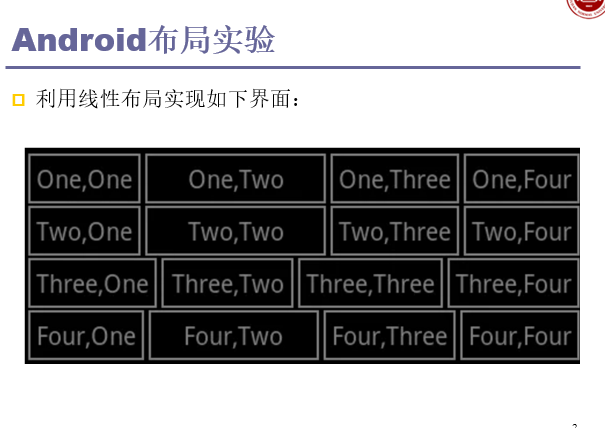 Android布局实验
利用线性布局实现如下界面：
One,One One,Two One,Three One,Four
Two,One Two,Two Two,Three Two,Four
Three,One Three,Two Three,Three Three,Four
Four,One Four,Two Four,Three Four,Four